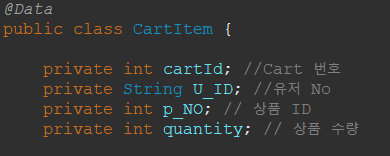 @Data
public class CartItem {
private int cartId; //Cart 번호
private String U_ID; //유저 No
private int p_NO; // 상품 ID
private int quantity; // 상품 수량